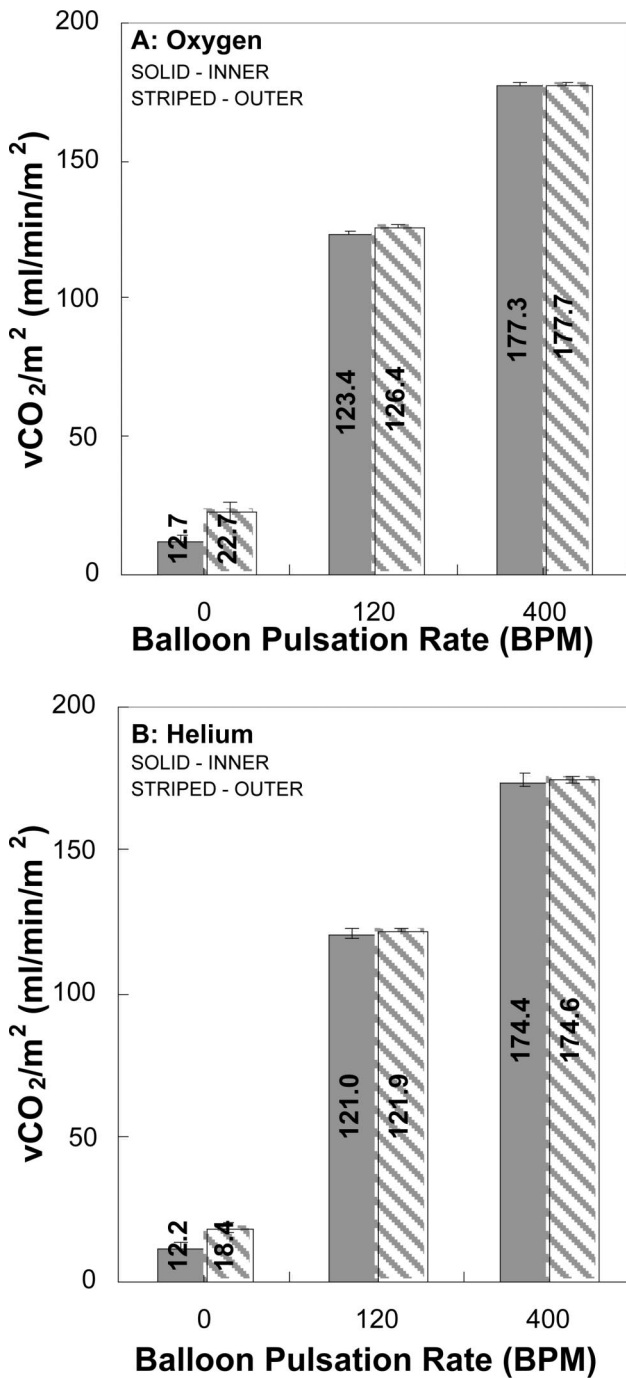 200
A: Oxygen
SOLID - INNER
STRIPED - OUTER
150
100
50
0
vCO2/m2 (ml/min/m2)
12.7
22.7
123.4
126.4
177.3
177.7
0 120 400
Balloon Pulsation Rate (BPM)
200
B: Helium
SOLID - INNER
STRIPED - OUTER
150
100
50
0
vCO2/m2 (ml/min/m2)
12.2
18.4
121.0
121.9
174.4
174.6
0 120 400
Balloon Pulsation Rate (BPM)